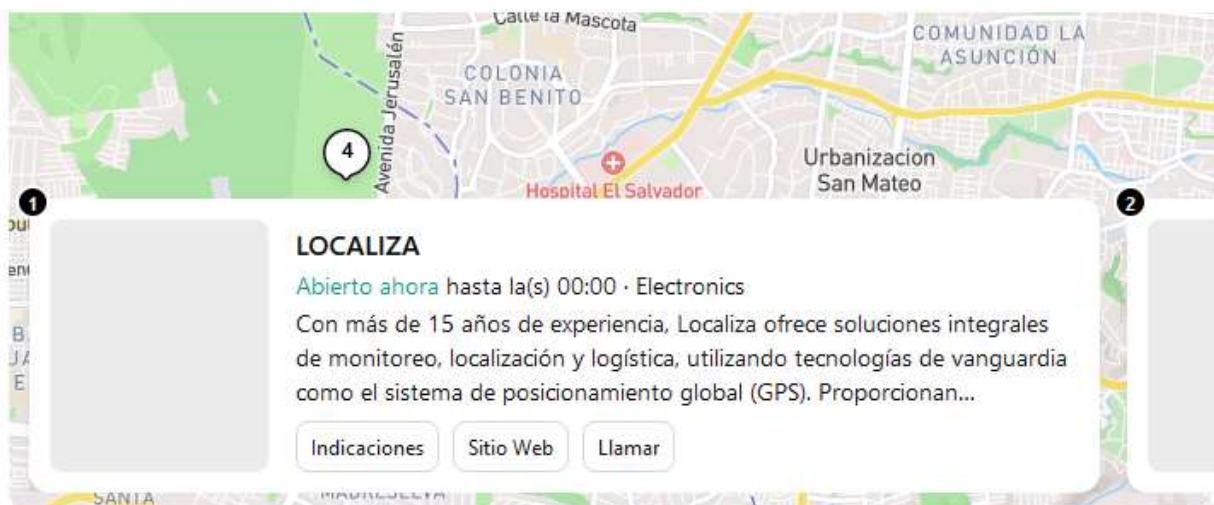 Calle la Mascota
COMUNIDAD LA
ASUNCIÓN
Avenida Jerusalén
COLONIA
SAN BENITO
4
Urbanizacion
San Mateo
Hospital El Salvador
1
2
LOCALIZA
Abierto ahora hasta la(s) 00:00 · Electronics
Con más de 15 años de experiencia, Localiza ofrece soluciones integrales
de monitoreo, localización y logística, utilizando tecnologías de vanguardia
como el sistema de posicionamiento global (GPS). Proporcionan...
Indicaciones
Sitio Web
Llamar
SANTA